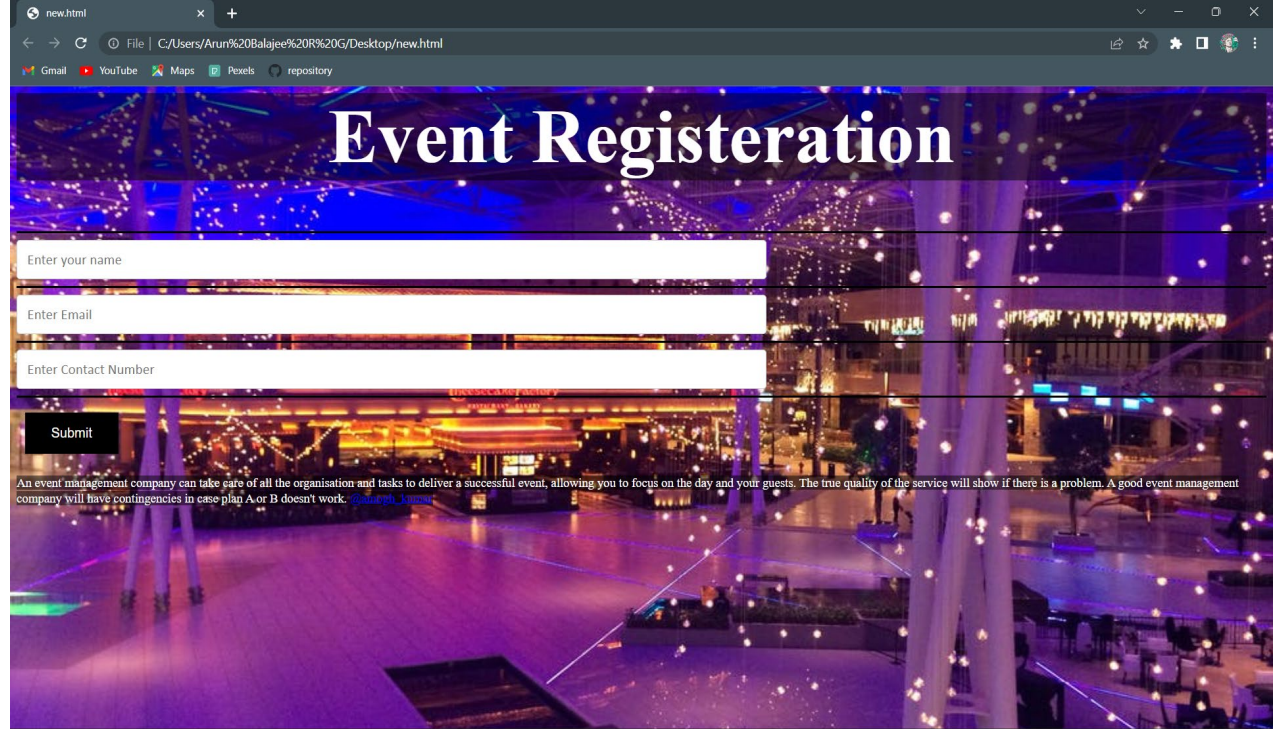 new.html
File | C:/Users/Arun%20Balajee%20R%20G/Desktop/new.html
Gmail YouTube Maps Pexels repository
Event Registeration
Enter your name
Enter Email
Enter Contact Number
Submit
An event management company can take care of all the organisation and tasks to deliver a successful event, allowing you to focus on the day and your guests. The true quality of the service will show if there is a problem. A good event management
company will have contingencies in case plan A or B doesn't work.